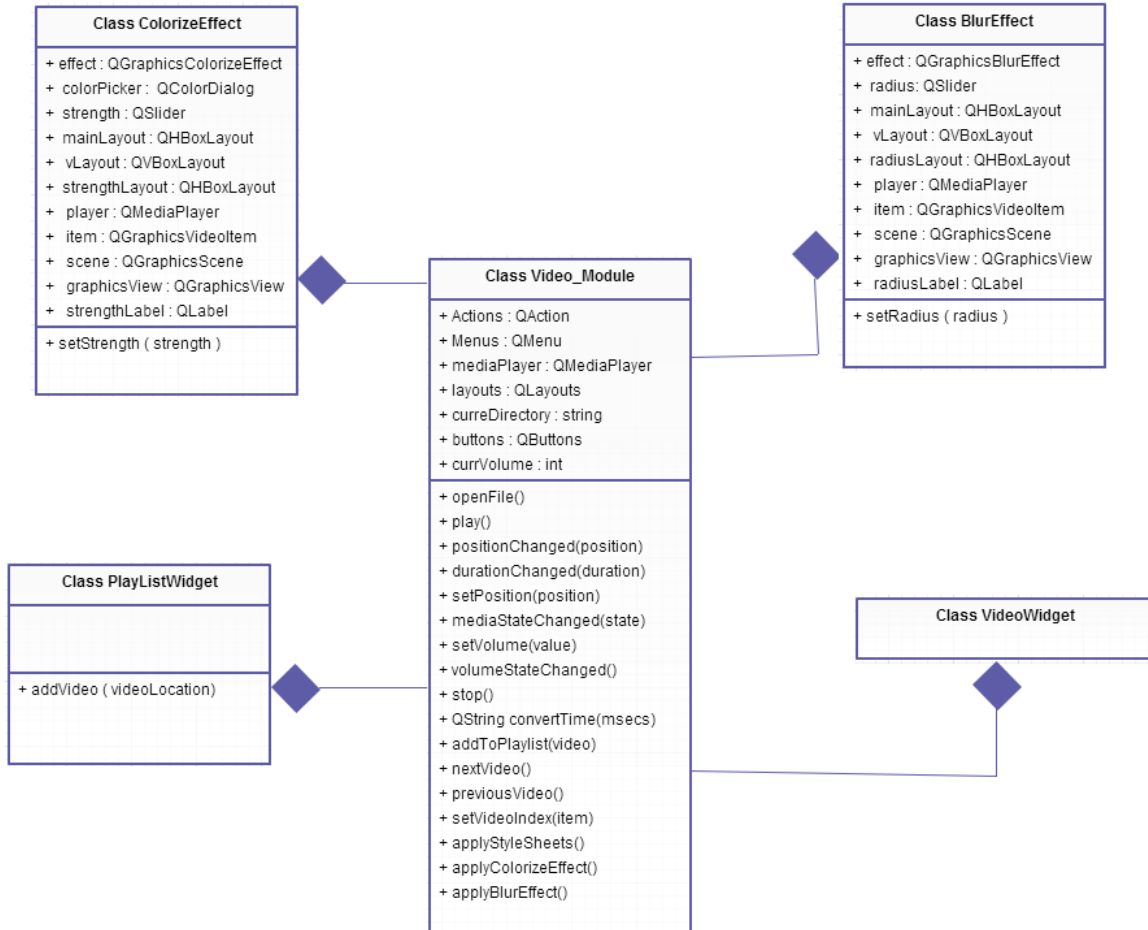 Class ColorizeEffect
+ effect : QGraphicsColorizeEffect
+ colorPicker : QColorDialog
+ strength : QSlider
+ mainLayout : QHBoxLayout
+ vLayout : QVBoxLayout
+ strengthLayout : QHBoxLayout
+ player : QMediaPlayer
+ item : QGraphicsVideoItem
+ scene : QGraphicsScene
+ graphicsView : QGraphicsView
+ strengthLabel : QLabel
+ setStrength ( strength )
Class BlurEffect
+ effect : QGraphicsBlurEffect
+ radius: QSlider
+ mainLayout : QHBoxLayout
+ vLayout : QVBoxLayout
+ radiusLayout : QHBoxLayout
+ player : QMediaPlayer
+ item : QGraphicsVideoItem
+ scene : QGraphicsScene
+ graphicsView : QGraphicsView
+ radiusLabel : QLabel
+ setRadius ( radius )
Class Video_Module
+ Actions : QAction
+ Menus : QMenu
+ mediaPlayer : QMediaPlayer
+ layouts : QLayouts
+ curreDirectory : string
+ buttons : QButtons
+ currVolume : int
+ openFile()
+ play()
+ positionChanged(position)
+ durationChanged(duration)
+ setPosition(position)
+ mediaStateChanged(state)
+ setVolume(value)
+ volumeStateChanged()
+ stop()
+ QString convertTime(msecs)
+ addToPlaylist(video)
+ nextVideo()
+ previousVideo()
+ setVideoIndex(item)
+ applyStyleSheets()
+ applyColorizeEffect()
+ applyBlurEffect()
Class PlayListWidget
+ addVideo ( videoLocation)
Class VideoWidget